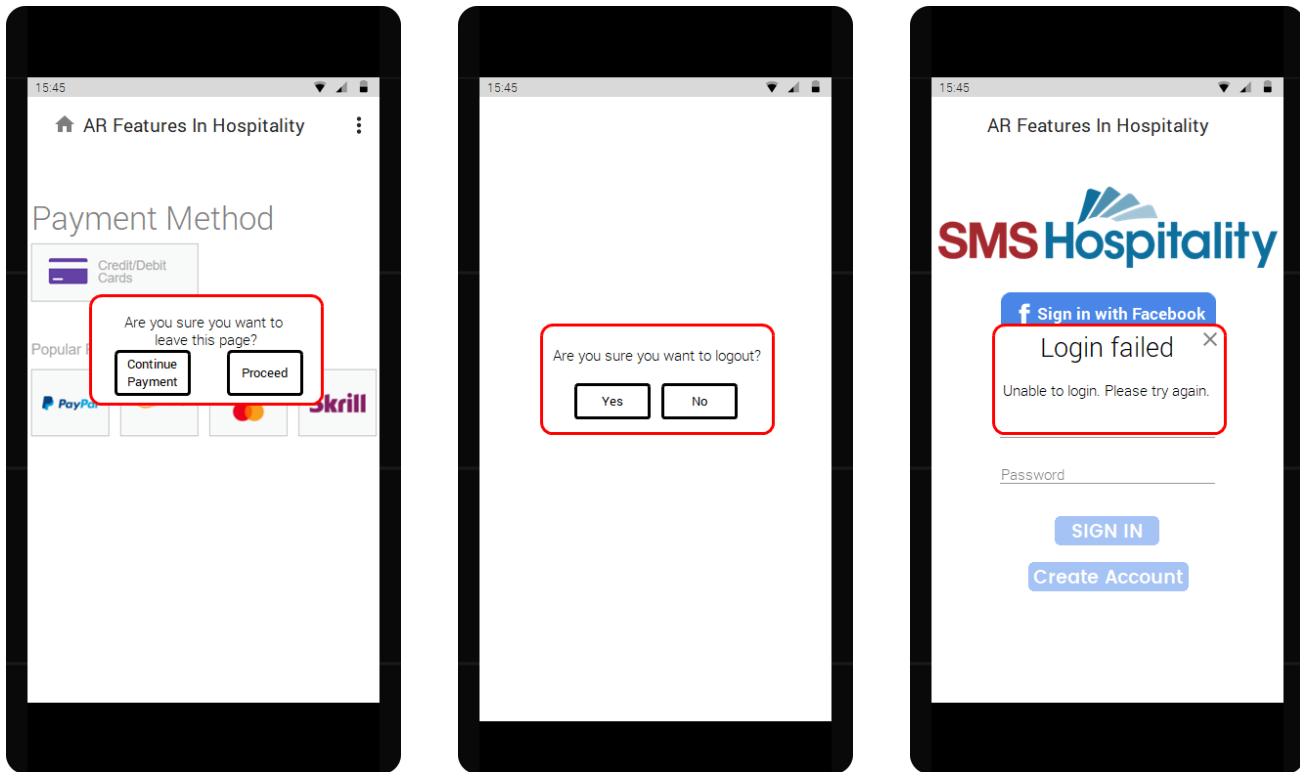 15:45
AR Features In Hospitality
Payment Method
Credit/Debit
Cards
Are you sure you want to
leave this page?
Continue
Payment
Proceed
Popular
PayPal
Skrill
15:45
Are you sure you want to logout?
Yes
No
15:45
AR Features In Hospitality
SMS Hospitality
f Sign in with Facebook
Login failed
Unable to login. Please try again.
Password
SIGN IN
Create Account